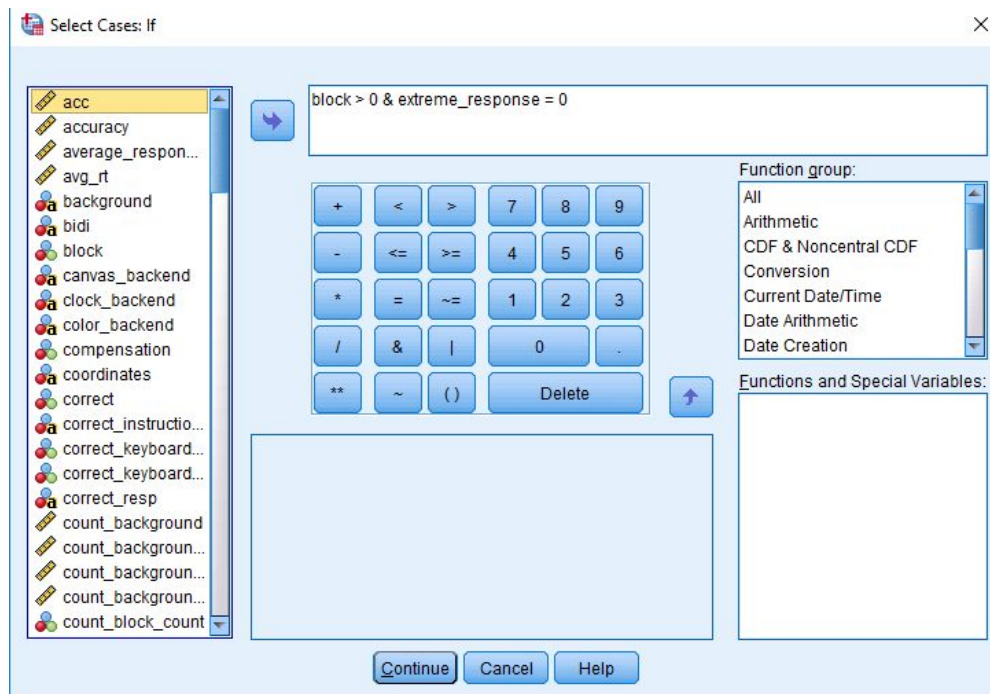 Select Cases: If
acc
accuracy
average_respon...
avg_rt
background
bidi
block
canvas_backend
clock_backend
color_backend
compensation
coordinates
correct
correct_instructio...
correct_keyboard...
correct_keyboard...
correct_resp
count_background
count_backgroun...
count_backgroun...
count_backgroun...
count_block_count
block > 0 & extreme_response = 0
+ < > 7 8 9
- <= >= 4 5 6
* = ~= 1 2 3
/ & | 0 .
** ~ ( ) Delete
Function group:
All
Arithmetic
CDF & Noncentral CDF
Conversion
Current Date/Time
Date Arithmetic
Date Creation
Functions and Special Variables:
Continue Cancel Help